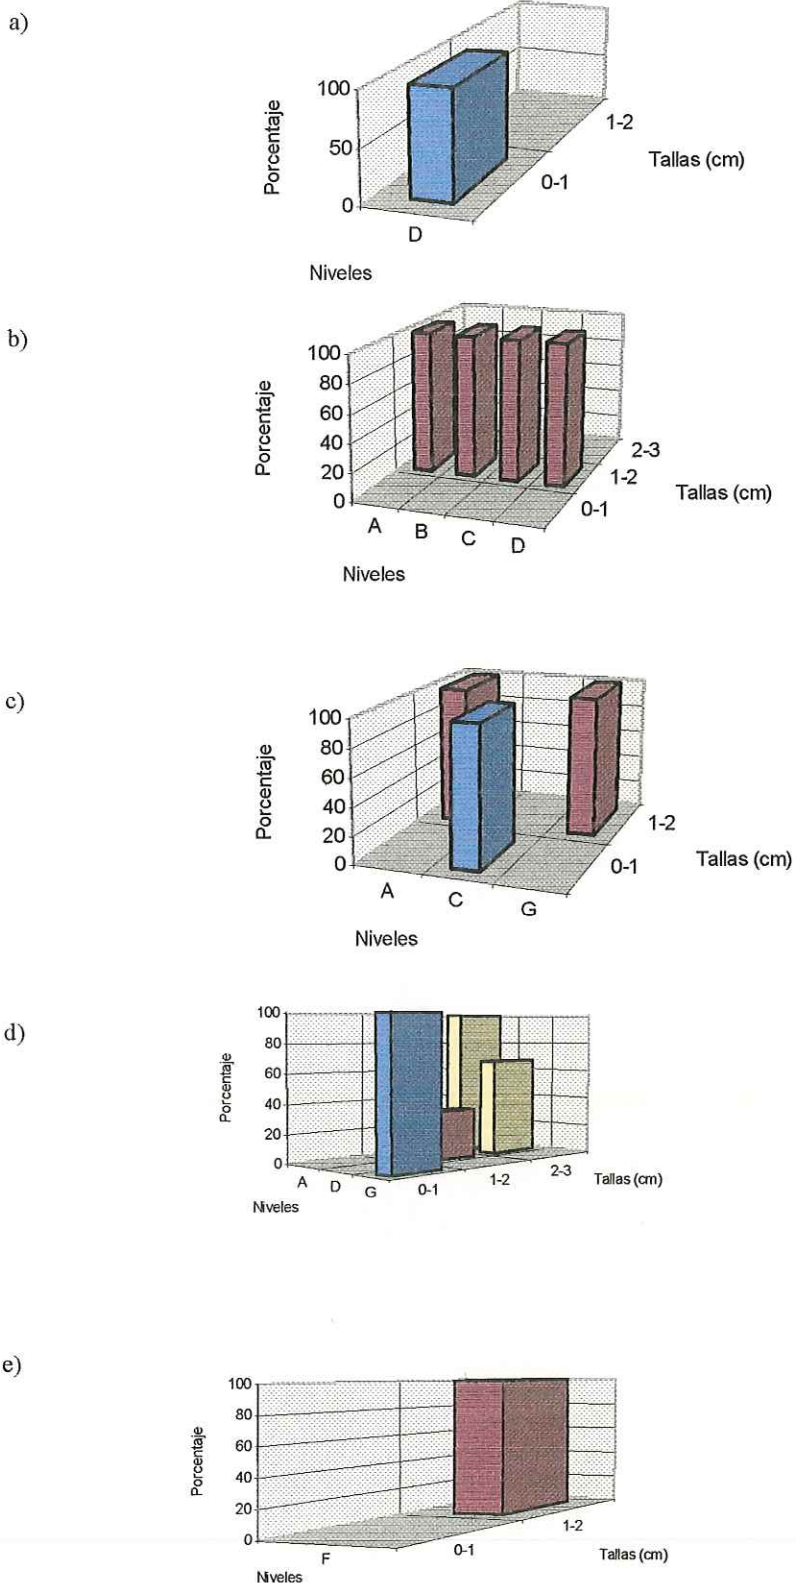 a)
Porcentaje
100
50
0
D
Niveles
0-1
1-2
Tallas (cm)
b)
Porcentaje
100
80
60
40
20
0
A
B
C
D
Niveles
0-1
1-2
2-3
Tallas (cm)
c)
Porcentaje
100
80
60
40
20
0
A
C
G
Niveles
0-1
1-2
Tallas (cm)
d)
Porcentaje
100
80
60
40
20
0
A
D
G
Niveles
0-1
1-2
2-3
Tallas (cm)
e)
Porcentaje
100
80
60
40
20
0
F
Niveles
0-1
1-2
Tallas (cm)